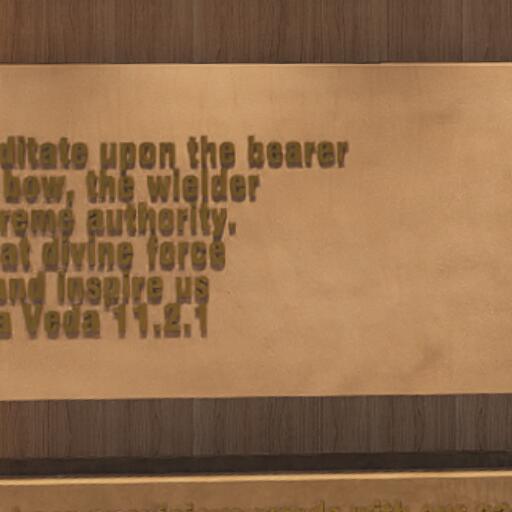 ditate upon the bearer
bow, the wielder
reme authority.
at divine force
and inspire us
a Veda 11.2.1